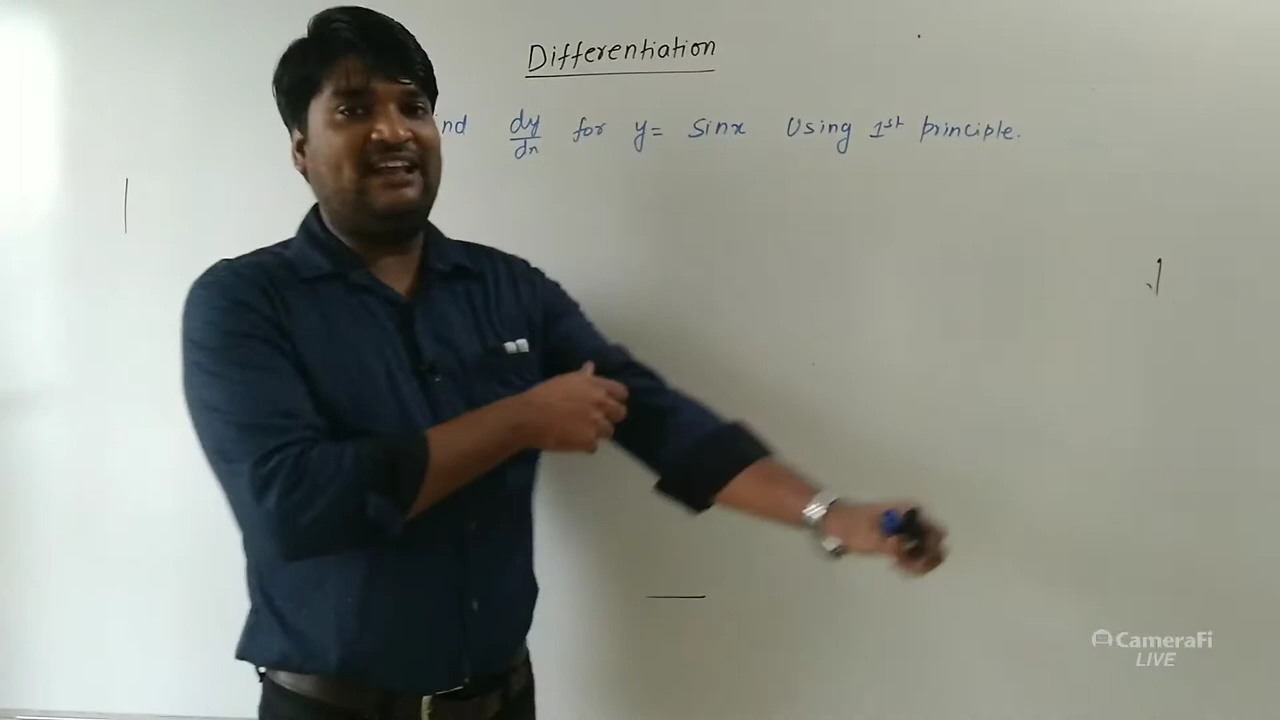 Differentiation
nd dy/dx for y= sinx Using 1st principle.
CameraFi
LIVE